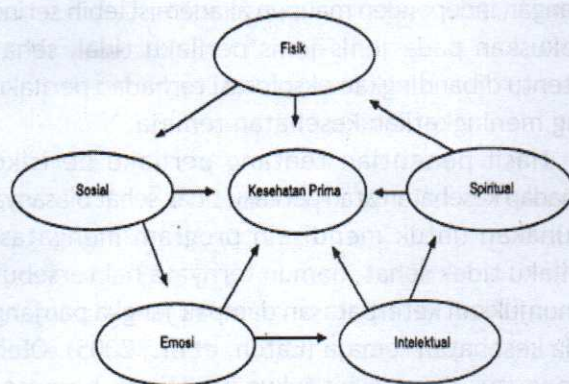 Fisik
Sosial
Kesehatan Prima
Spiritual
Emosi
Intelektual